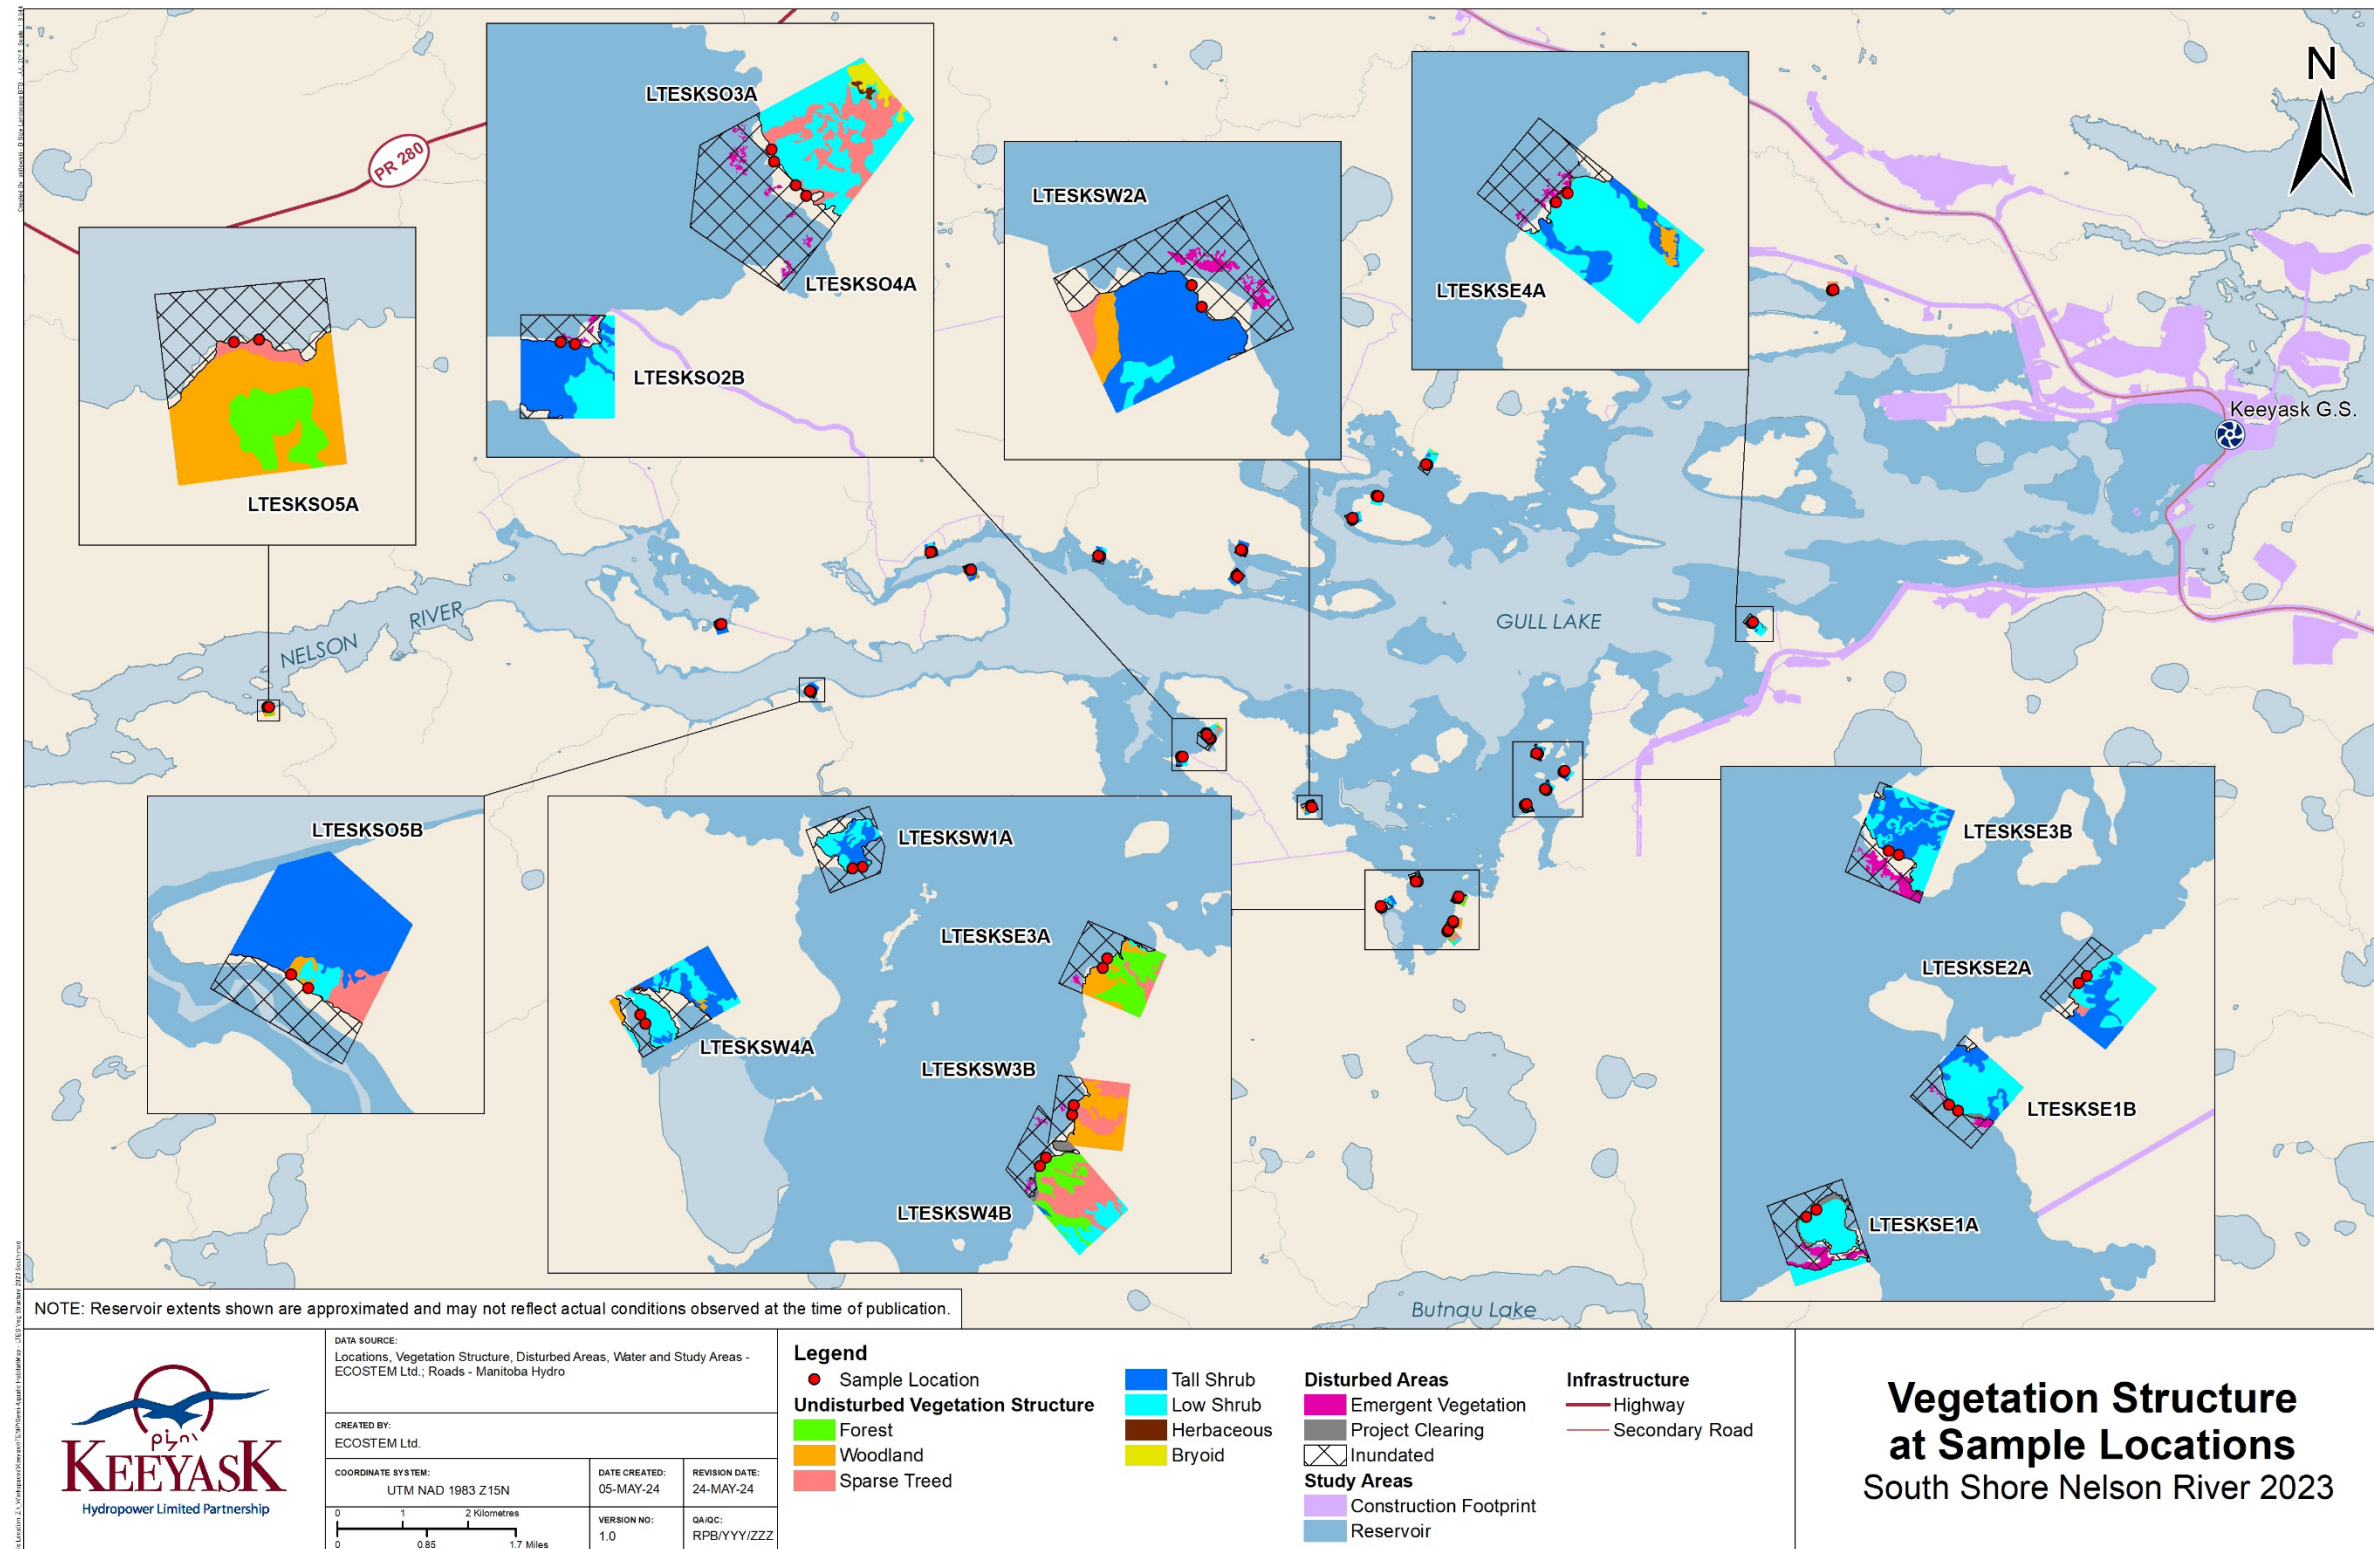 N
PR 280
LTESKSO3A
LTESKSO4A
LTESKSO2B
LTESKSW2A
LTESKSE4A
Keeyask G.S.
LTESKSO5A
NELSON RIVER
GULL LAKE
LTESKSO5B
LTESKSW1A
LTESKSE3A
LTESKSW4A
LTESKSW3B
LTESKSW4B
LTESKSE3B
LTESKSE2A
LTESKSE1B
LTESKSE1A
Butnau Lake
NOTE: Reservoir extents shown are approximated and may not reflect actual conditions observed at the time of publication.
KEEYASK
Hydropower Limited Partnership
DATA SOURCE:
Locations, Vegetation Structure, Disturbed Areas, Water and Study Areas -
ECOSTEM Ltd.; Roads - Manitoba Hydro
CREATED BY:
ECOSTEM Ltd.
COORDINATE SYSTEM:
UTM NAD 1983 Z15N
DATE CREATED:
05-MAY-24
REVISION DATE:
24-MAY-24
0 1 2 Kilometres
0 0.85 1.7 Miles
VERSION NO:
1.0
QA/QC:
RPB/YYY/ZZZ
Legend
Sample Location
Undisturbed Vegetation Structure
Forest
Woodland
Sparse Treed
Tall Shrub
Low Shrub
Herbaceous
Bryoid
Disturbed Areas
Emergent Vegetation
Project Clearing
Inundated
Study Areas
Construction Footprint
Reservoir
Infrastructure
Highway
Secondary Road
Vegetation Structure
at Sample Locations
South Shore Nelson River 2023